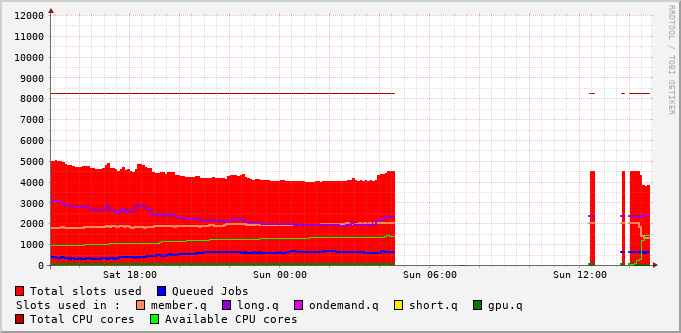 RRDTOOL / TOBI OETIKER
12000
11000
10000
9000
8000
7000
6000
5000
4000
3000
2000
1000
0
Sat 18:00 Sun 00:00 Sun 06:00 Sun 12:00
Total slots used Queued Jobs
Slots used in : member.q long.q ondemand.q short.q gpu.q
Total CPU cores Available CPU cores